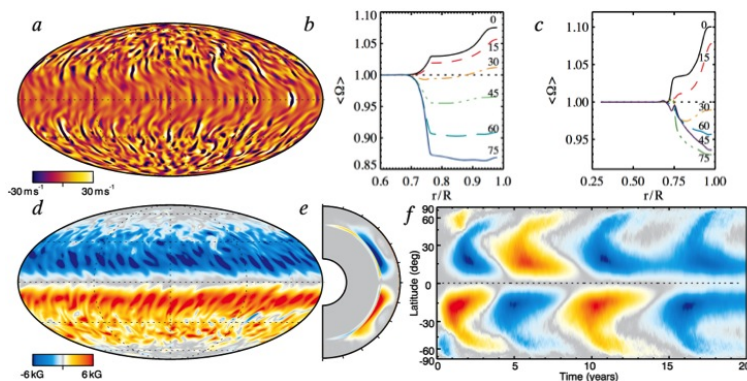 a
-30 ms-1 30 ms-1
b
<Ω>
1.10
1.05
1.00
0.95
0.90
0.85
0
15
30
45
60
75
0.6 0.7 0.8 0.9 1.0
r/R
c
<Ω>
1.10
1.05
1.00
0.95
0
15
30
60
45
75
0.25 0.50 0.75 1.00
r/R
d
-6 kG 6 kG
e
f
Latitude (deg)
90
60
30
0
-30
-60
-90
0 5 10 15 20
Time (years)